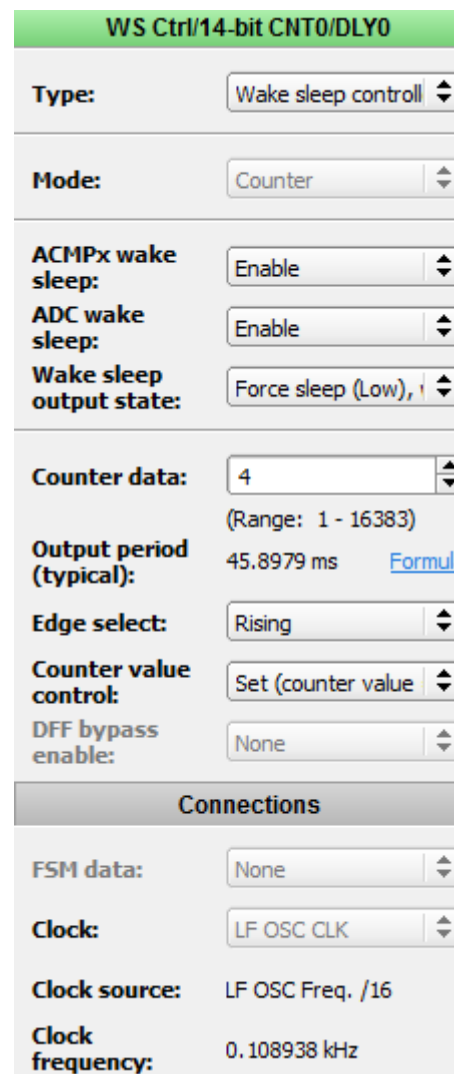 WS Ctrl/14-bit CNT0/DLY0
Type: Wake sleep controll
Mode: Counter
ACMPx wake
sleep: Enable
ADC wake
sleep: Enable
Wake sleep
output state: Force sleep (Low),
Counter data: 4
(Range: 1 - 16383)
Output period
(typical): 45.8979 ms Formul
Edge select: Rising
Counter value
control: Set (counter value
DFF bypass
enable: None
Connections
FSM data: None
Clock: LF OSC CLK
Clock source: LF OSC Freq. /16
Clock
frequency: 0.108938 kHz